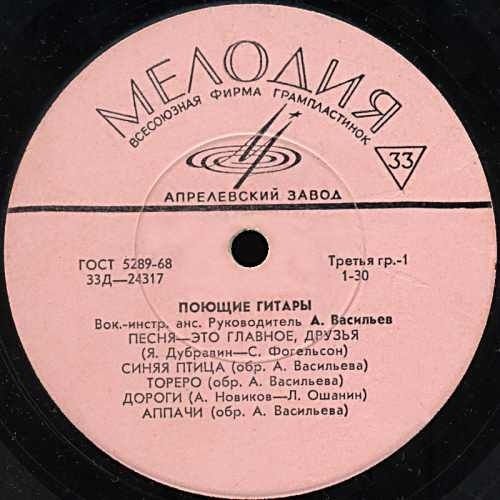 МЕЛОДИЯ
ВСЕСОЮЗНАЯ ФИРМА ГРАМПЛАСТИНОК
33
АПРЕЛЕВСКИЙ ЗАВОД
ГОСТ 5289-68
Третья гр.-1
33Д—24317
1-30
ПОЮЩИЕ ГИТАРЫ
Вок.-инстр. анс. Руководитель А. Васильев
ПЕСНЯ—ЭТО ГЛАВНОЕ, ДРУЗЬЯ
(Я. Дубравин—С. Фогельсон)
СИНЯЯ ПТИЦА (обр. А. Васильева)
ТОРЕРО (обр. А. Васильева)
ДОРОГИ (А. Новиков—Л. Ошанин)
АППАЧИ (обр. А. Васильева)